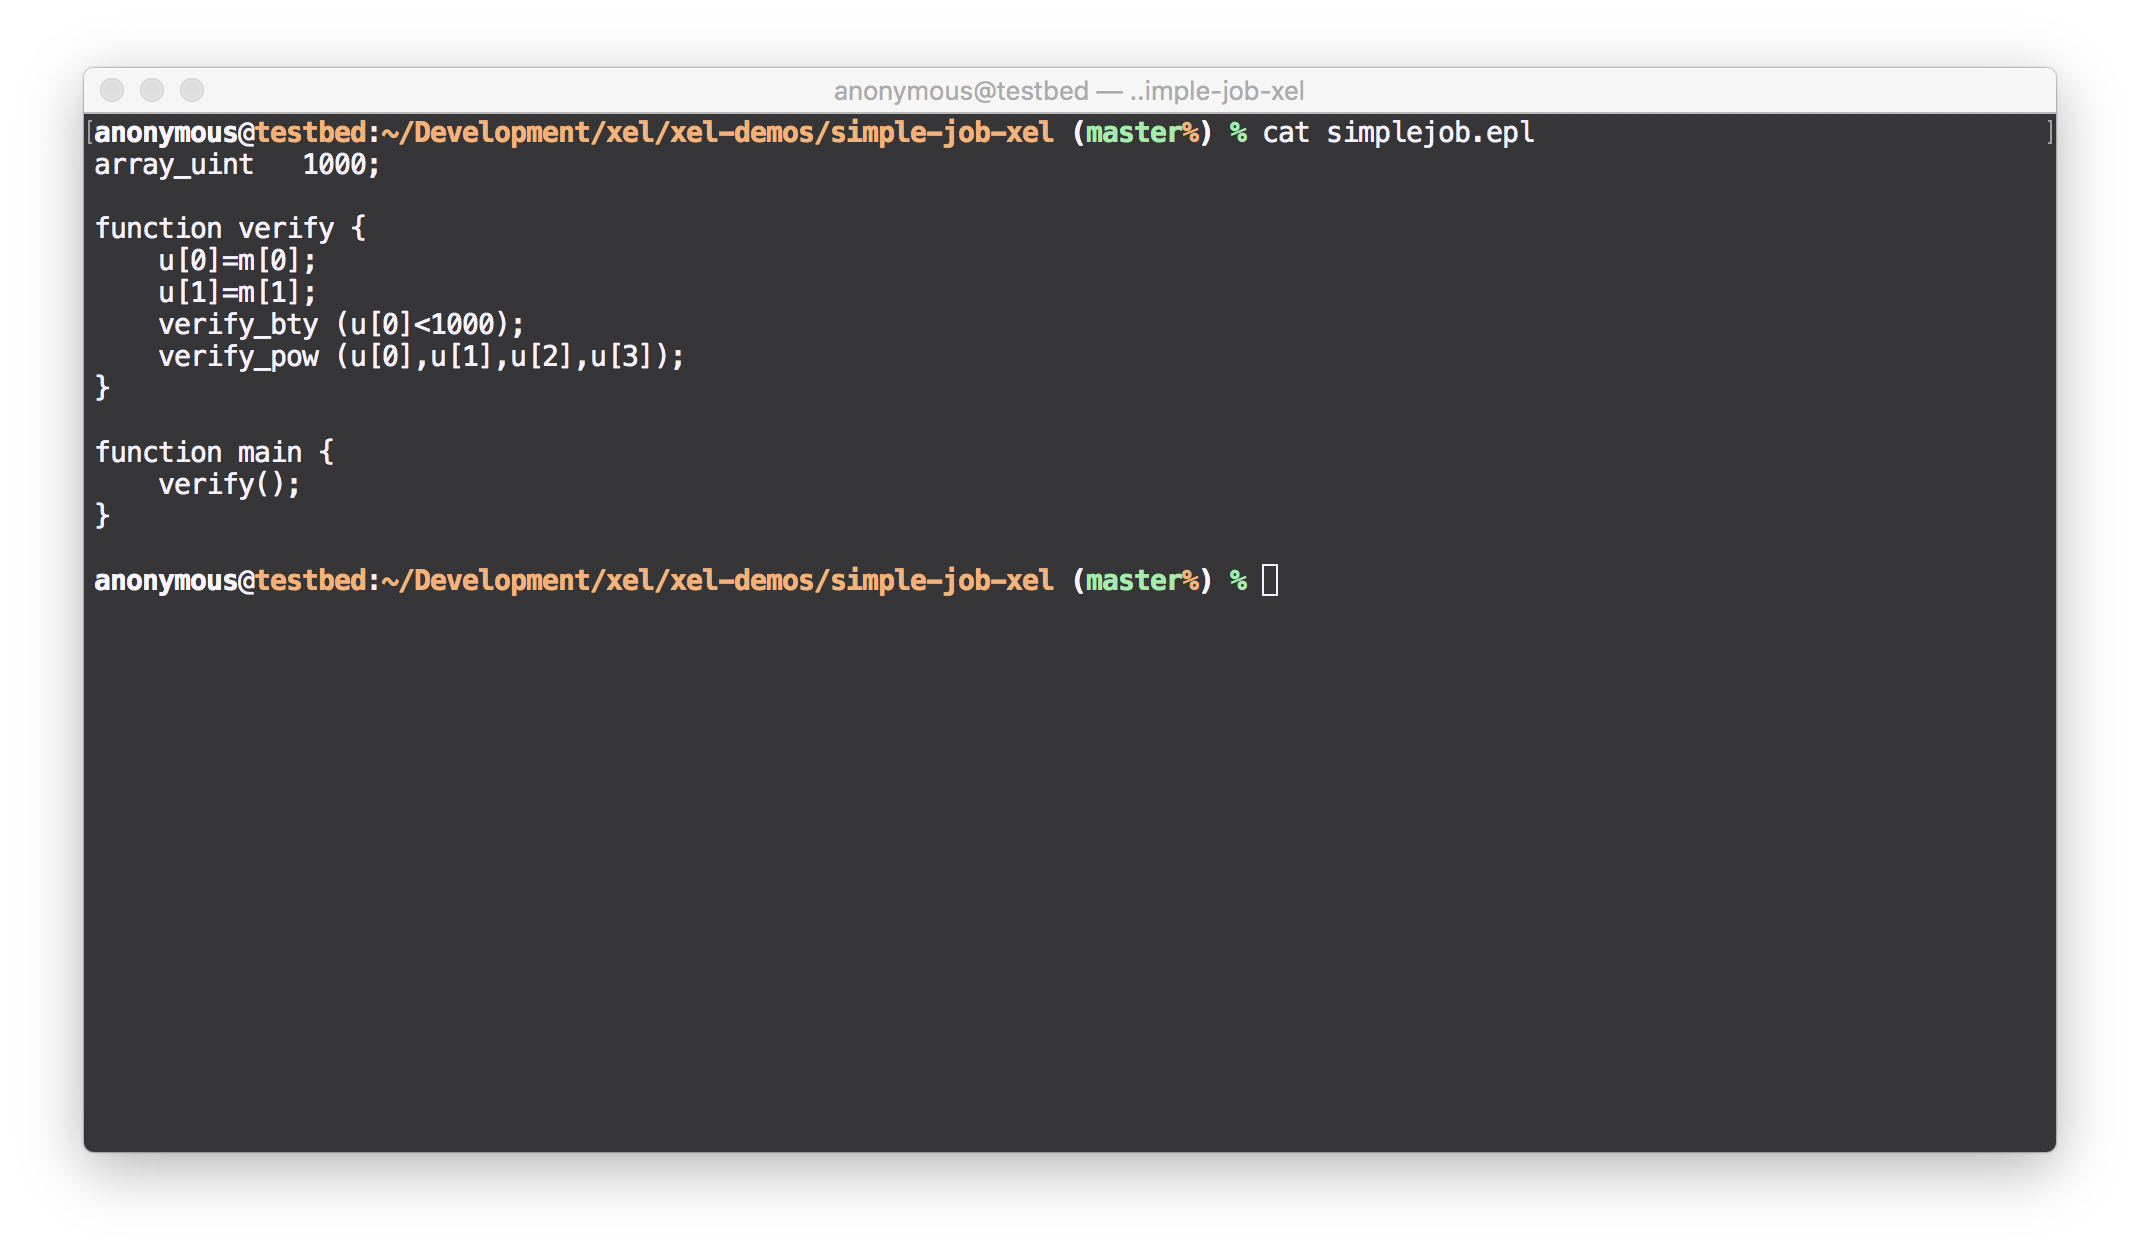 anonymous@testbed — ..imple-job-xel
[anonymous@testbed:~/Development/xel/xel-demos/simple-job-xel (master%) % cat simplejob.epl ]
array_uint   1000;
function verify {
    u[0]=m[0];
    u[1]=m[1];
    verify_bty (u[0]<1000);
    verify_pow (u[0],u[1],u[2],u[3]);
}
function main {
    verify();
}
anonymous@testbed:~/Development/xel/xel-demos/simple-job-xel (master%) %